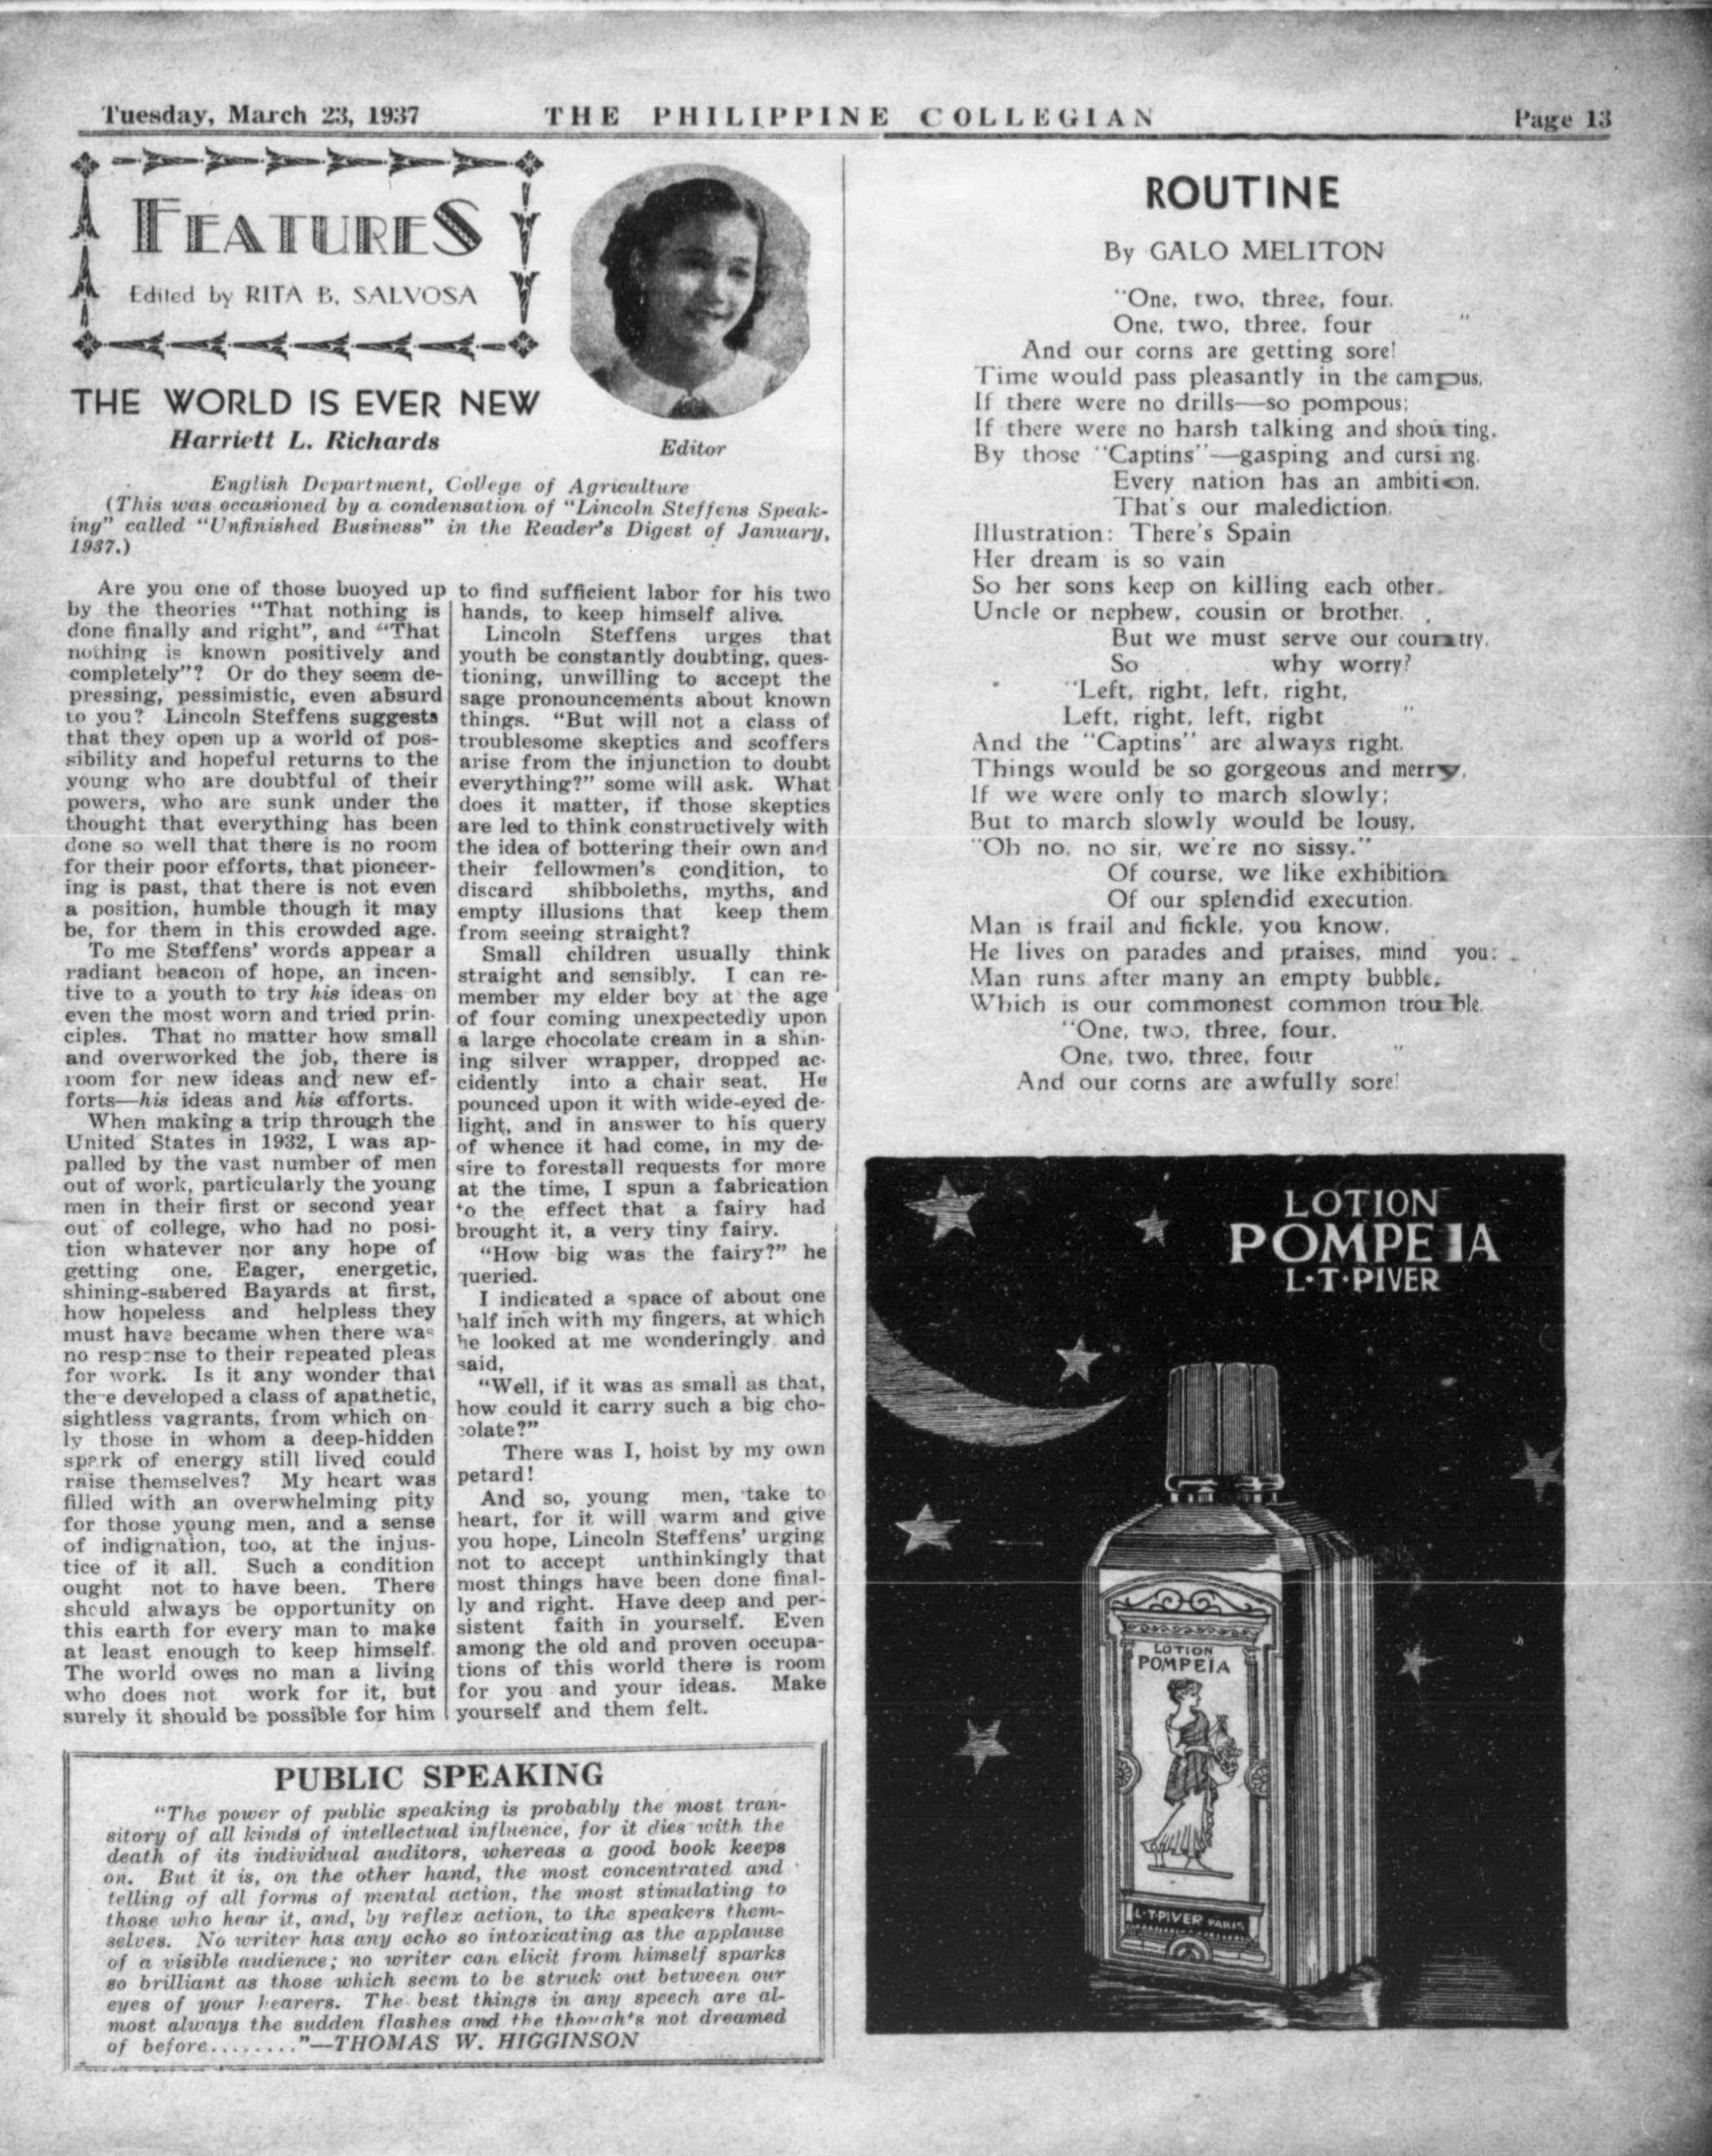 Tuesday, March 23, 1937
THE PHILIPPINE COLLEGIAN
Page 13
FEATURES
Edited by RITA B. SALVOSA
THE WORLD IS EVER NEW
Harriett L. Richards
Editor
English Department, College of Agriculture
(This was occasioned by a condensation of "Lincoln Steffens Speak-
ing" called "Unfinished Business" in the Reader's Digest of January,
1937.)
Are you one of those buoyed up
by the theories "That nothing is
done finally and right", and "That
nothing is known positively and
completely"? Or do they seem de-
pressing, pessimistic, even absurd
to you? Lincoln Steffens suggests
that they open up a world of pos-
sibility and hopeful returns to the
young who are doubtful of their
powers, who are sunk under the
thought that everything has been
done so well that there is no room
for their poor efforts, that pioneer-
ing is past, that there is not even
a position, humble though it may
be, for them in this crowded age.
To me Steffens' words appear a
radiant beacon of hope, an incen-
tive to a youth to try his ideas on
even the most worn and tried prin-
ciples. That no matter how small
and overworked the job, there is
room for new ideas and new ef-
forts—his ideas and his efforts.
When making a trip through the
United States in 1932, I was ap-
palled by the vast number of men
out of work, particularly the young
men in their first or second year
out of college, who had no posi-
tion whatever nor any hope of
getting one. Eager, energetic,
shining-sabered Bayards at first,
how hopeless and helpless they
must have became when there was
no response to their repeated pleas
for work. Is it any wonder that
there developed a class of apathetic,
sightless vagrants, from which on-
ly those in whom a deep-hidden
spark of energy still lived could
raise themselves? My heart was
filled with an overwhelming pity
for those young men, and a sense
of indignation, too, at the injus-
tice of it all. Such a condition
ought not to have been. There
should always be opportunity on
this earth for every man to make
at least enough to keep himself.
The world owes no man a living
who does not work for it, but
surely it should be possible for him
to find sufficient labor for his two
hands, to keep himself alive.
Lincoln Steffens urges that
youth be constantly doubting, ques-
tioning, unwilling to accept the
sage pronouncements about known
things. "But will not a class of
troublesome skeptics and scoffers
arise from the injunction to doubt
everything?" some will ask. What
does it matter, if those skeptics
are led to think constructively with
the idea of bottering their own and
their fellowmen's condition, to
discard shibboleths, myths, and
empty illusions that keep them
from seeing straight?
Small children usually think
straight and sensibly. I can re-
member my elder boy at the age
of four coming unexpectedly upon
a large chocolate cream in a shin-
ing silver wrapper, dropped ac-
cidently into a chair seat. He
pounced upon it with wide-eyed de-
light, and in answer to his query
of whence it had come, in my de-
sire to forestall requests for more
at the time, I spun a fabrication
to the effect that a fairy had
brought it, a very tiny fairy.
"How big was the fairy?" he
queried.
I indicated a space of about one
half inch with my fingers, at which
he looked at me wonderingly and
said,
"Well, if it was as small as that,
how could it carry such a big cho-
colate?"
There was I, hoist by my own
petard!
And so, young men, take to
heart, for it will warm and give
you hope, Lincoln Steffens' urging
not to accept unthinkingly that
most things have been done final-
ly and right. Have deep and per-
sistent faith in yourself. Even
among the old and proven occupa-
tions of this world there is room
for you and your ideas. Make
yourself and them felt.
PUBLIC SPEAKING
"The power of public speaking is probably the most tran-
sitory of all kinds of intellectual influence, for it dies with the
death of its individual auditors, whereas a good book keeps
on. But it is, on the other hand, the most concentrated and
telling of all forms of mental action, the most stimulating to
those who hear it, and, by reflex action, to the speakers them-
selves. No writer has any echo so intoxicating as the applause
of a visible audience; no writer can elicit from himself sparks
so brilliant as those which seem to be struck out between our
eyes of your hearers. The best things in any speech are al-
most always the sudden flashes and the though's not dreamed
of before........"—THOMAS W. HIGGINSON
ROUTINE
By GALO MELITON
"One, two, three, four.
One, two, three, four "
And our corns are getting sore!
Time would pass pleasantly in the campus,
If there were no drills—so pompous;
If there were no harsh talking and shouting.
By those "Captins"—gasping and cursing.
Every nation has an ambition.
That's our malediction.
Illustration: There's Spain
Her dream is so vain
So her sons keep on killing each other.
Uncle or nephew, cousin or brother.
But we must serve our country.
So why worry?
"Left, right, left, right,
Left, right, left, right "
And the "Captins" are always right.
Things would be so gorgeous and merry,
If we were only to march slowly;
But to march slowly would be lousy.
"Oh no, no sir, we're no sissy."
Of course, we like exhibition
Of our splendid execution.
Man is frail and fickle, you know,
He lives on parades and praises, mind you;
Man runs after many an empty bubble,
Which is our commonest common trouble.
"One, two, three, four.
One, two, three, four "
And our corns are awfully sore!
LOTION
POMPEIA
L·T·PIVER
LOTION
POMPEÏA
L·T·PIVER PARIS